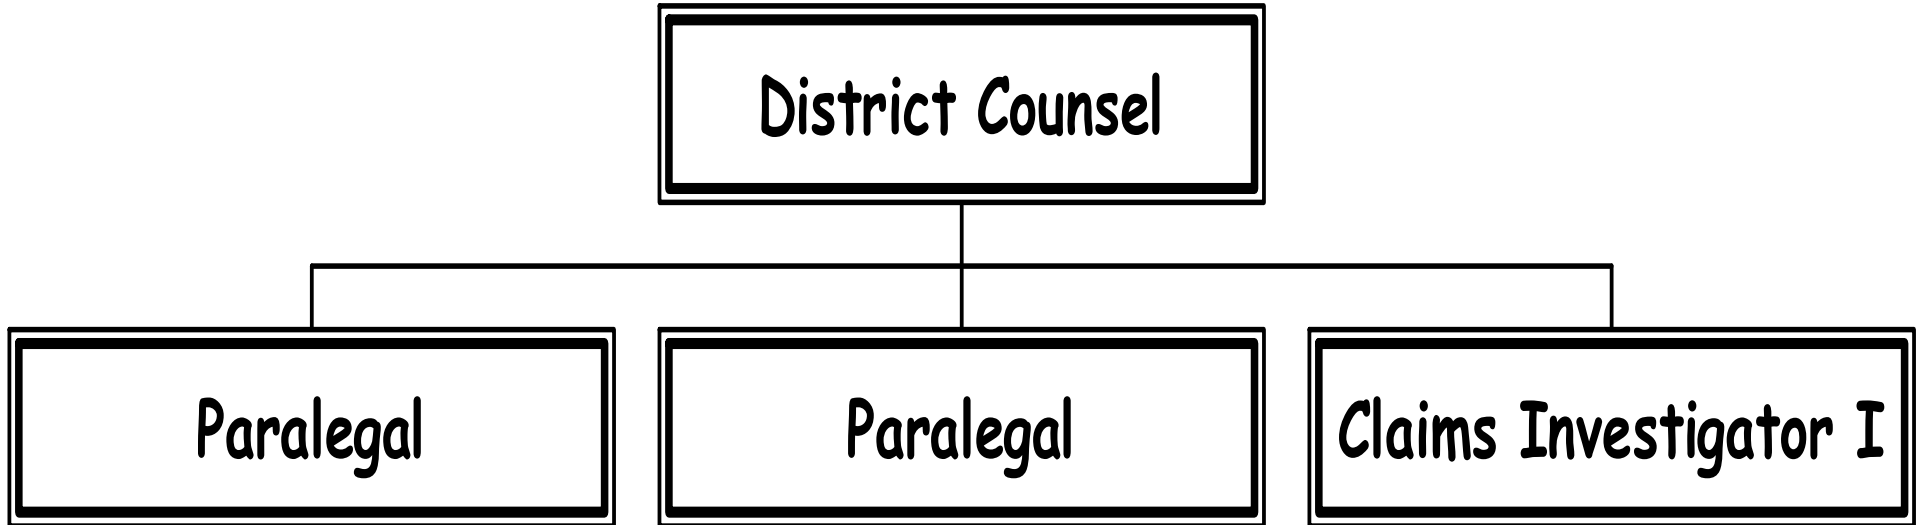 District Counsel
Paralegal
Paralegal
Claims Investigator I